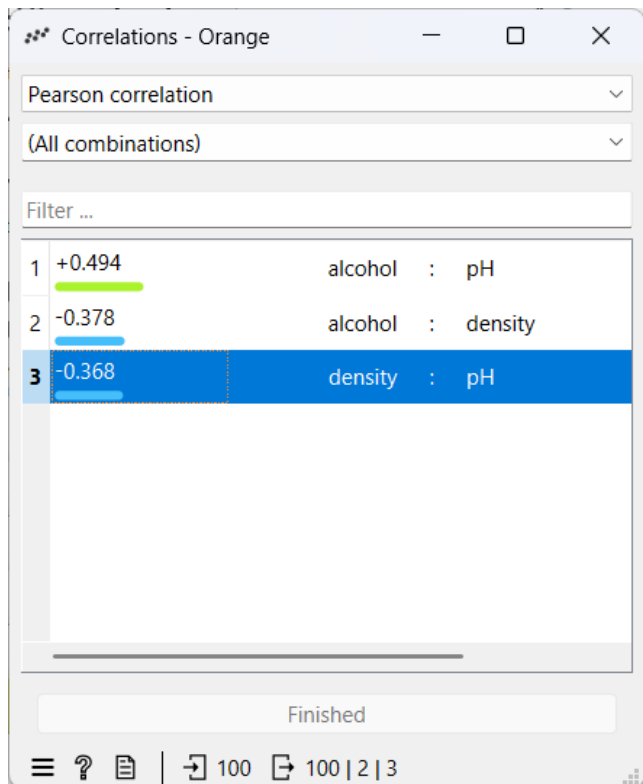 Correlations - Orange
Pearson correlation
(All combinations)
Filter ...
1 +0.494 alcohol : pH
2 -0.378 alcohol : density
3 -0.368 density : pH
Finished
100 100 | 2 | 3